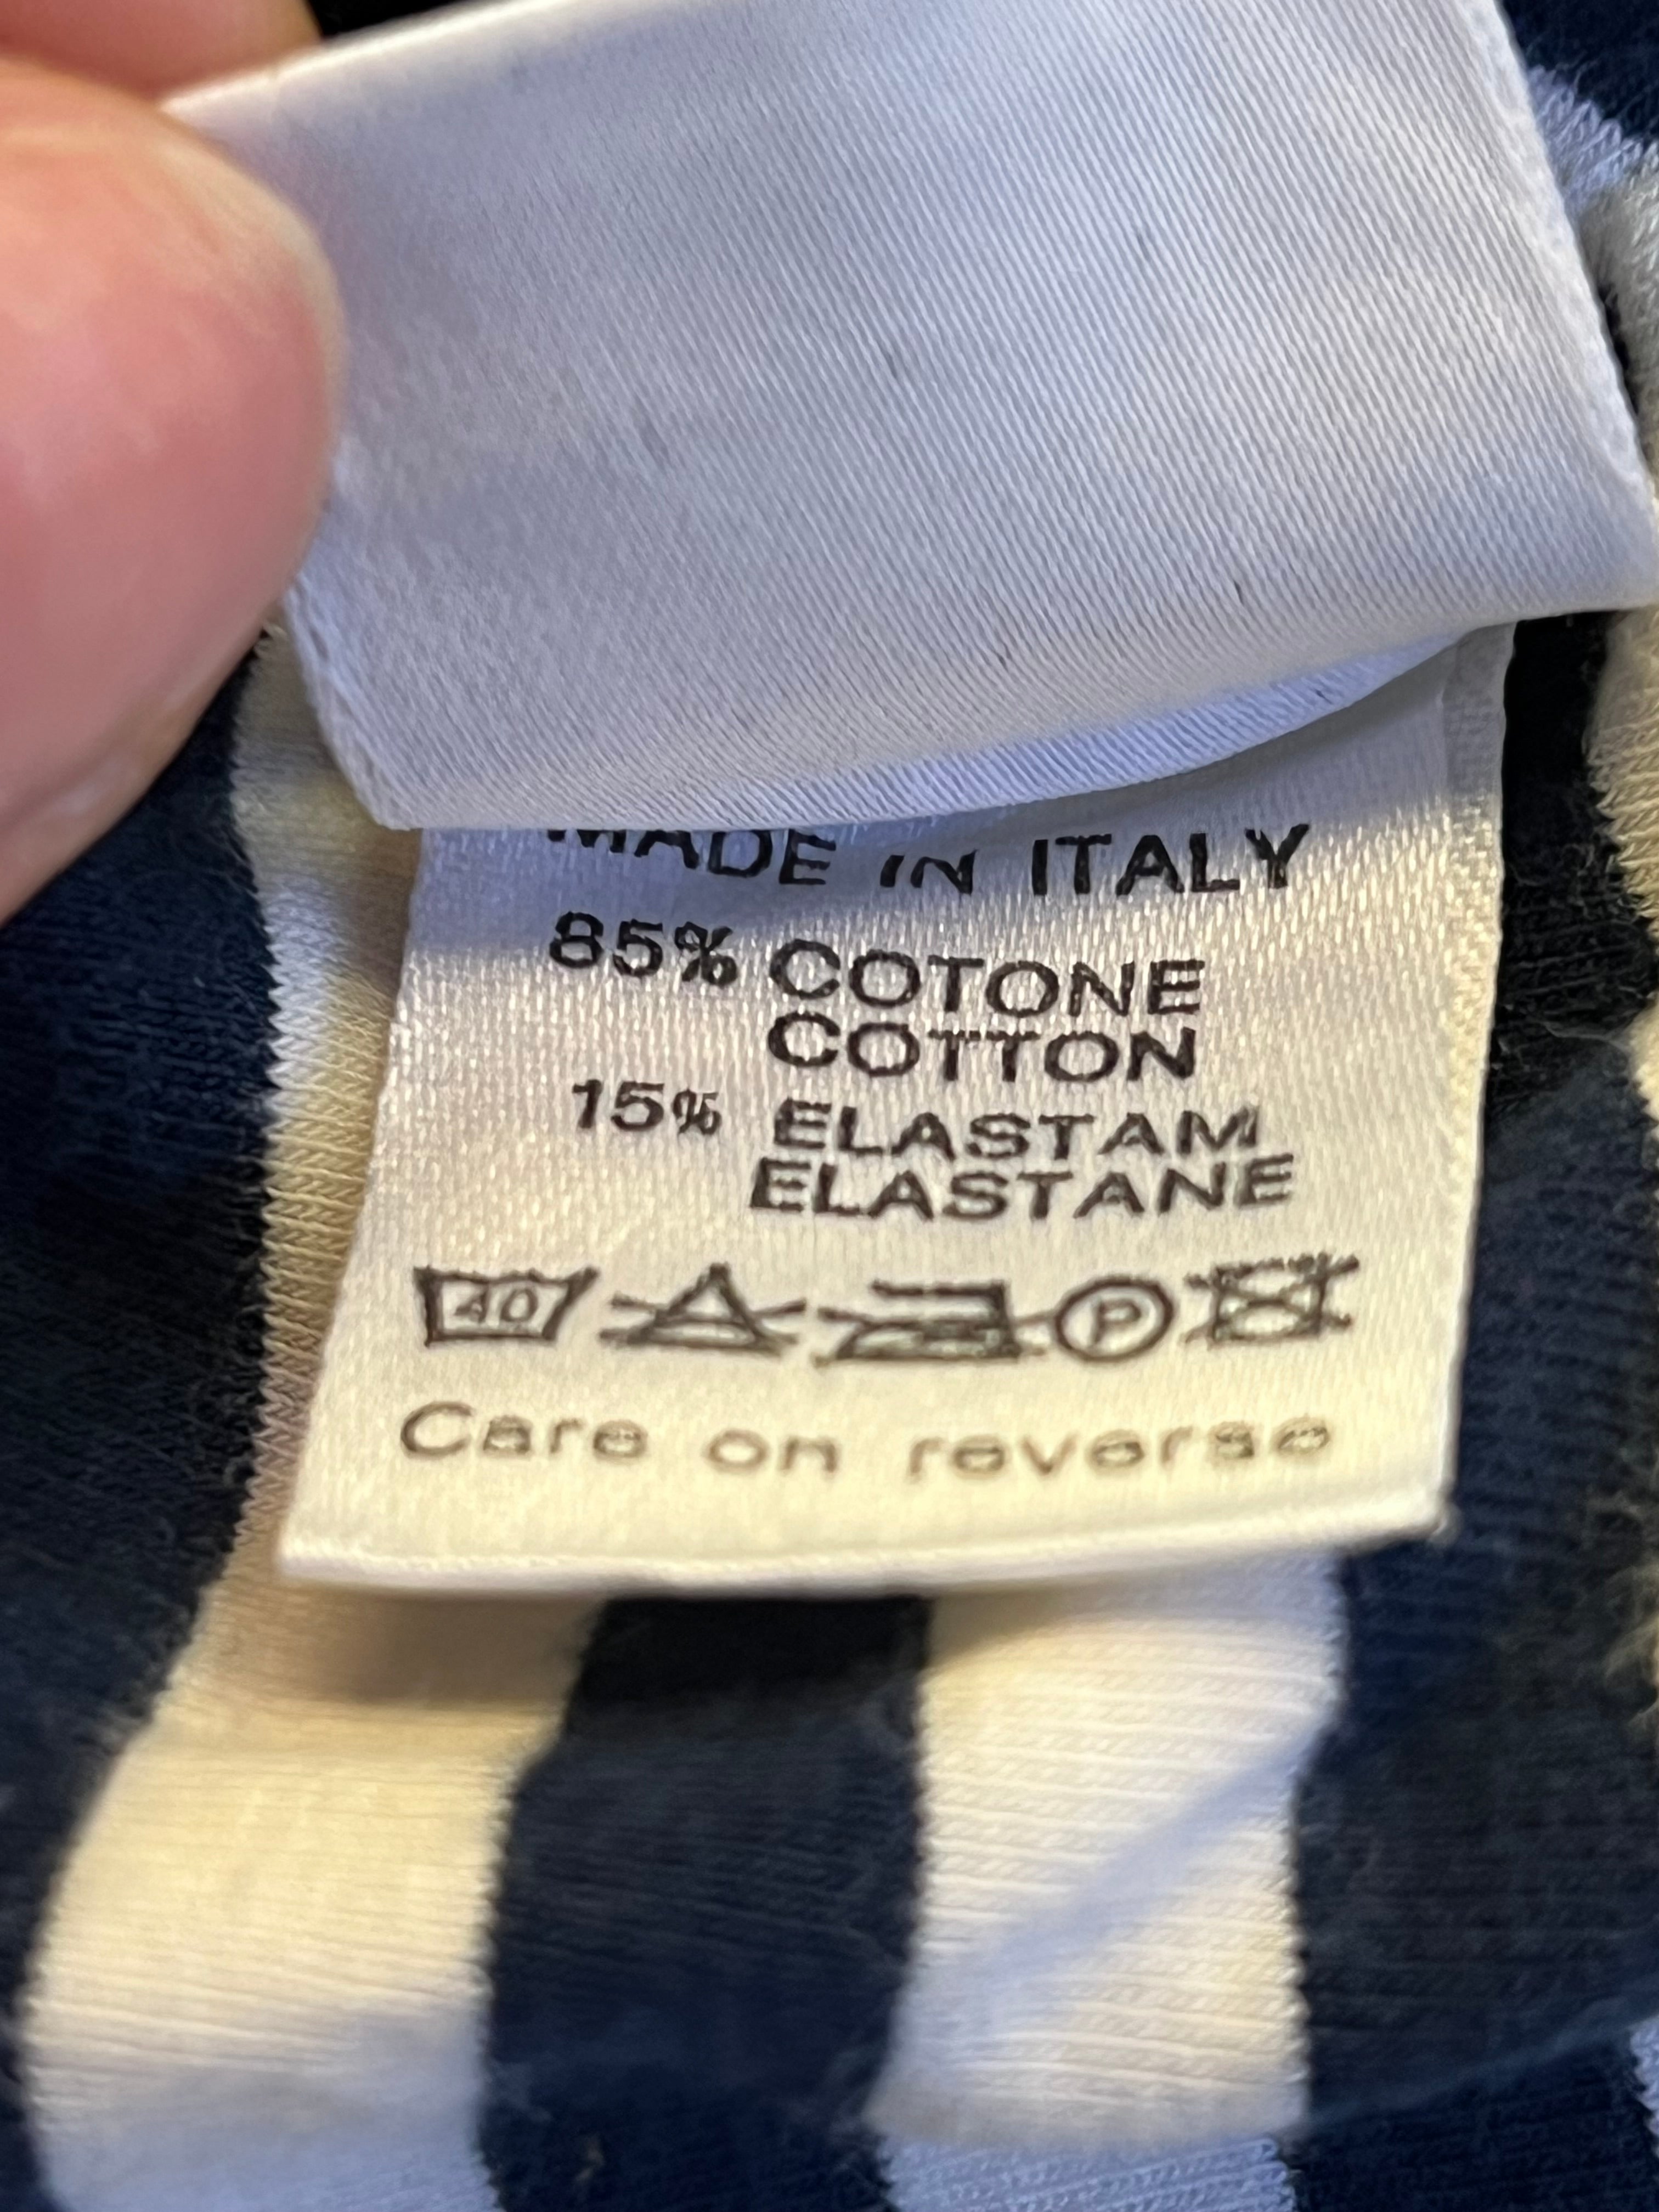 MADE IN ITALY
85% COTONE
COTTON
15% ELASTAM
ELASTANE
40 P
Care on reverse